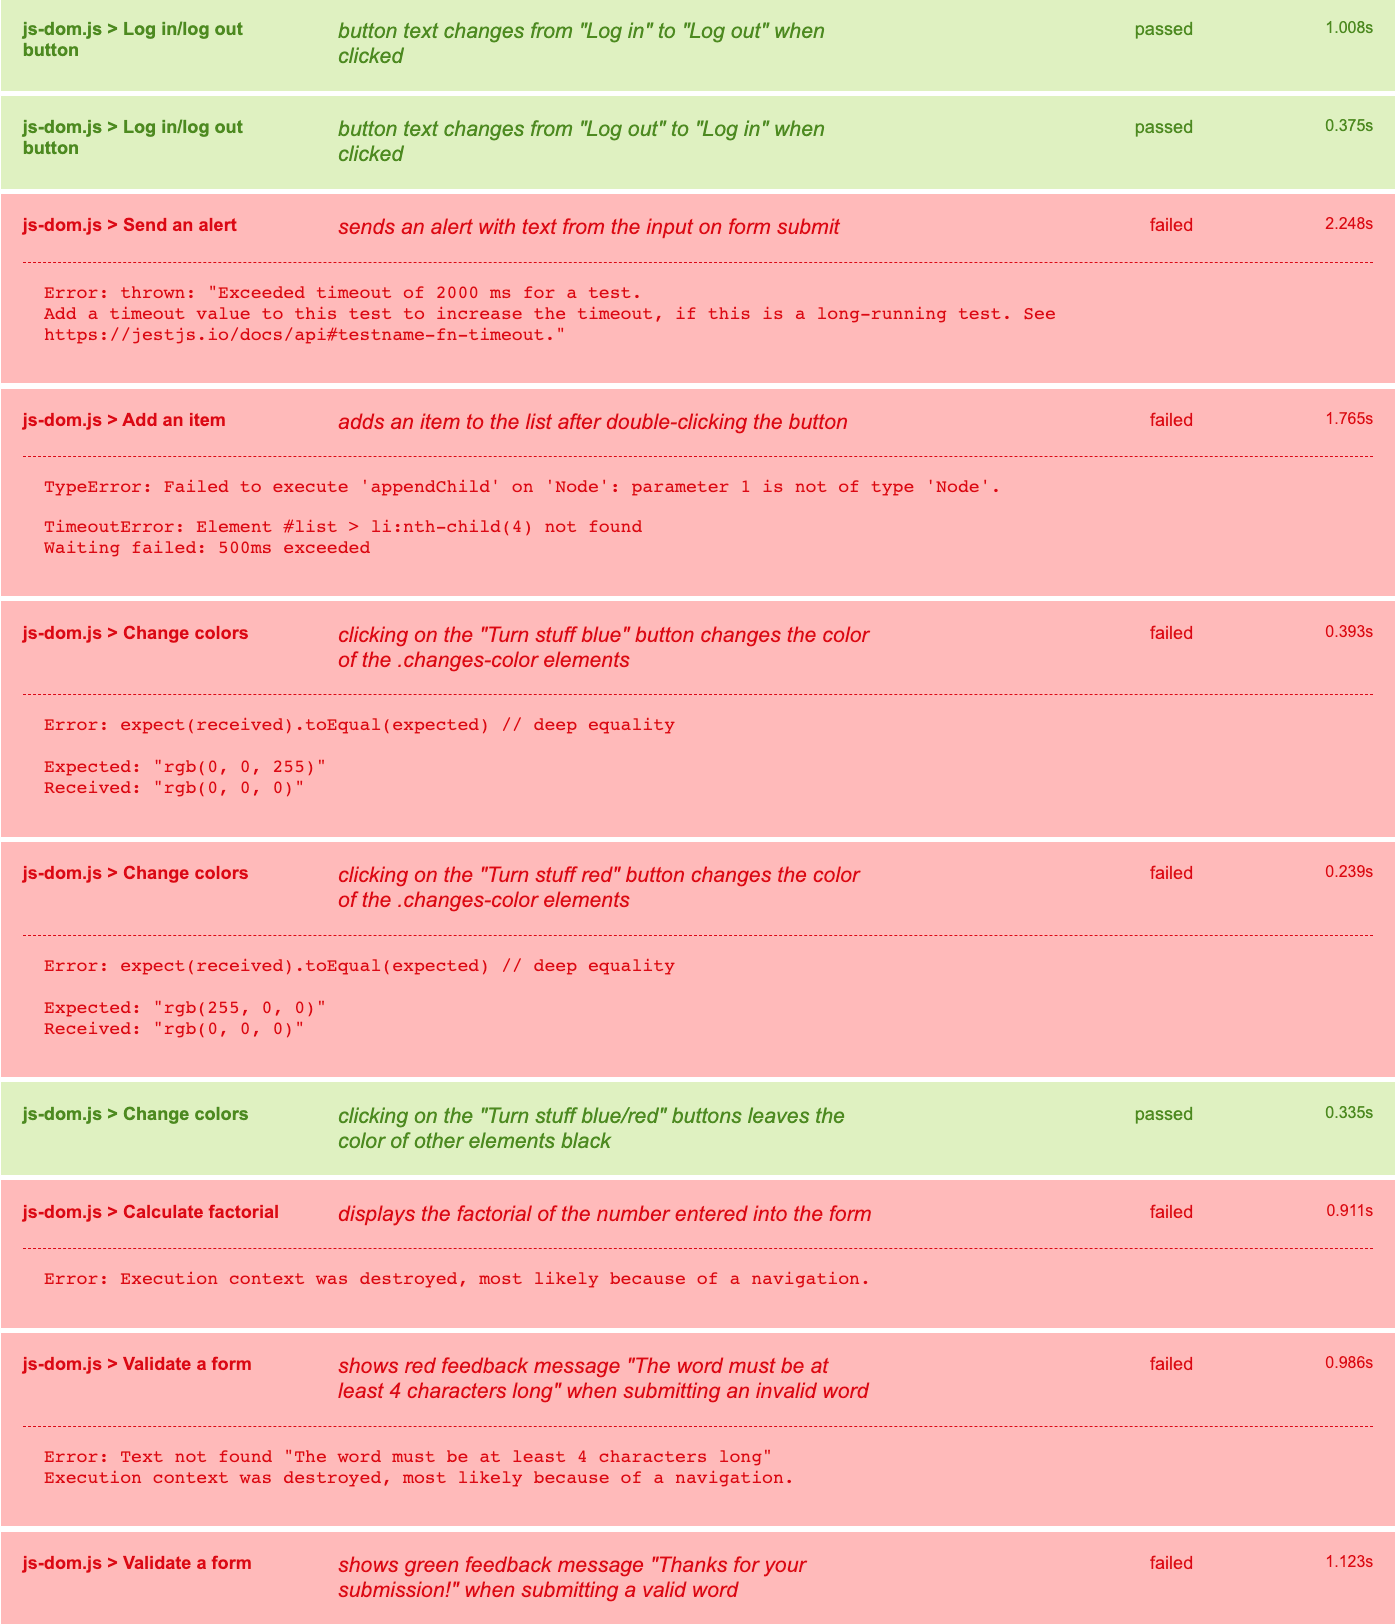 js-dom.js > Log in/log out button
button text changes from "Log in" to "Log out" when clicked
passed
1.008s
js-dom.js > Log in/log out button
button text changes from "Log out" to "Log in" when clicked
passed
0.375s
js-dom.js > Send an alert
sends an alert with text from the input on form submit
failed
2.248s
Error: thrown: "Exceeded timeout of 2000 ms for a test.
Add a timeout value to this test to increase the timeout, if this is a long-running test. See
https://jestjs.io/docs/api#testname-fn-timeout."
js-dom.js > Add an item
adds an item to the list after double-clicking the button
failed
1.765s
TypeError: Failed to execute 'appendChild' on 'Node': parameter 1 is not of type 'Node'.
TimeoutError: Element #list > li:nth-child(4) not found
Waiting failed: 500ms exceeded
js-dom.js > Change colors
clicking on the "Turn stuff blue" button changes the color
of the .changes-color elements
failed
0.393s
Error: expect(received).toEqual(expected) // deep equality
Expected: "rgb(0, 0, 255)"
Received: "rgb(0, 0, 0)"
js-dom.js > Change colors
clicking on the "Turn stuff red" button changes the color
of the .changes-color elements
failed
0.239s
Error: expect(received).toEqual(expected) // deep equality
Expected: "rgb(255, 0, 0)"
Received: "rgb(0, 0, 0)"
js-dom.js > Change colors
clicking on the "Turn stuff blue/red" buttons leaves the
color of other elements black
passed
0.335s
js-dom.js > Calculate factorial
displays the factorial of the number entered into the form
failed
0.911s
Error: Execution context was destroyed, most likely because of a navigation.
js-dom.js > Validate a form
shows red feedback message "The word must be at
least 4 characters long" when submitting an invalid word
failed
0.986s
Error: Text not found "The word must be at least 4 characters long"
Execution context was destroyed, most likely because of a navigation.
js-dom.js > Validate a form
shows green feedback message "Thanks for your
submission!" when submitting a valid word
failed
1.123s